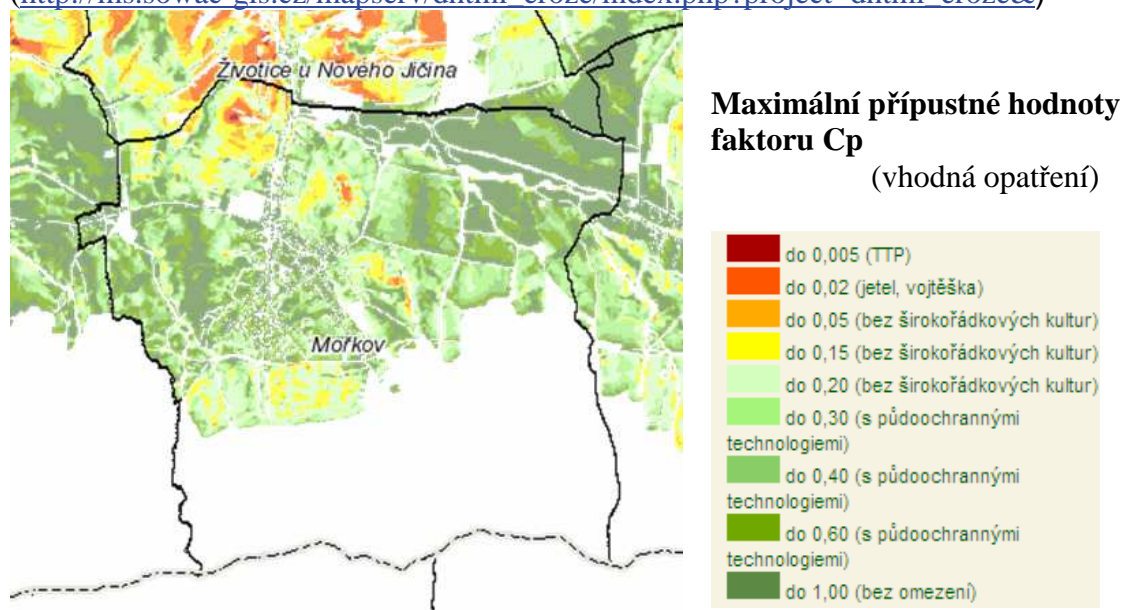 Životice u Nového Jičína
Mořkov
Maximální přípustné hodnoty
faktoru Cp
(vhodná opatření)
do 0,005 (TTP)
do 0,02 (jetel, vojtěška)
do 0,05 (bez širokořádkových kultur)
do 0,15 (bez širokořádkových kultur)
do 0,20 (bez širokořádkových kultur)
do 0,30 (s půdoochrannými
technologiemi)
do 0,40 (s půdoochrannými
technologiemi)
do 0,60 (s půdoochrannými
technologiemi)
do 1,00 (bez omezení)